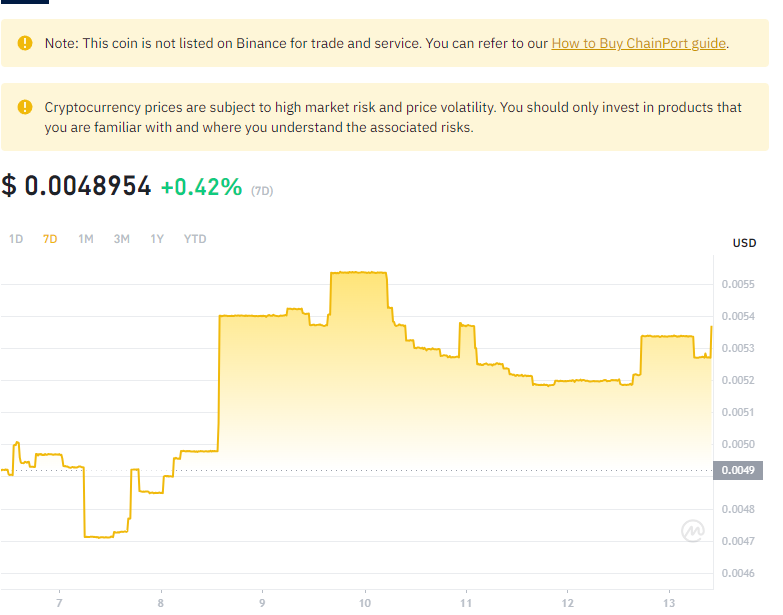 Note: This coin is not listed on Binance for trade and service. You can refer to our How to Buy ChainPort guide.
Cryptocurrency prices are subject to high market risk and price volatility. You should only invest in products that
you are familiar with and where you understand the associated risks.
$ 0.0048954 +0.42% (7D)
1D 7D 1M 3M 1Y YTD
USD
0.0055
0.0054
0.0053
0.0052
0.0051
0.0050
0.0049
0.0048
0.0047
0.0046
7 8 9 10 11 12 13